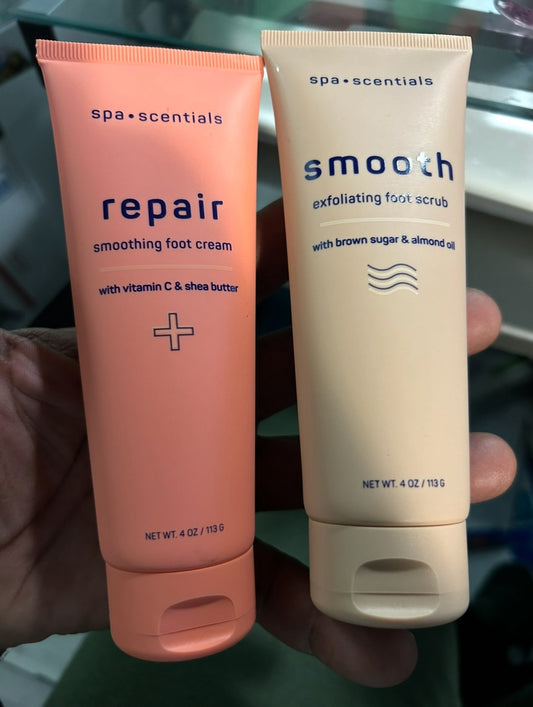 spa•scentials
repair
smoothing foot cream
with vitamin C & shea butter
NET WT. 4 OZ / 113 G
spa•scentials
smooth
exfoliating foot scrub
with brown sugar & almond oil
NET WT. 4 OZ / 113 G